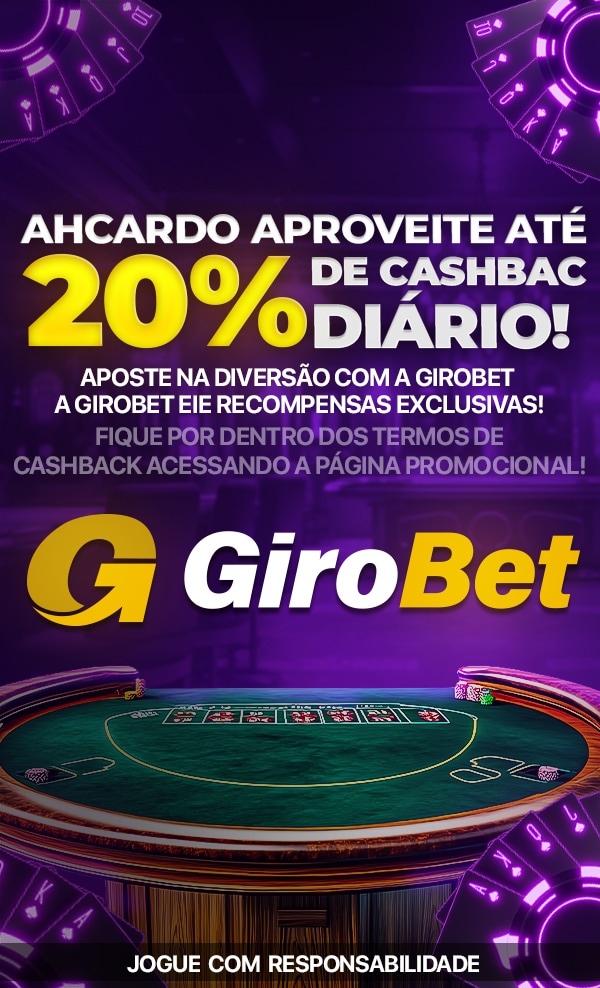 AHCARDO APROVEITE ATÉ
20% DE CASHBAC
DIÁRIO!
APOSTE NA DIVERSÃO COM A GIROBET
A GIROBET EIE RECOMPENSAS EXCLUSIVAS!
FIQUE POR DENTRO DOS TERMOS DE
CASHBACK ACESSANDO A PÁGINA PROMOCIONAL!
G GiroBet
JOGUE COM RESPONSABILIDADE